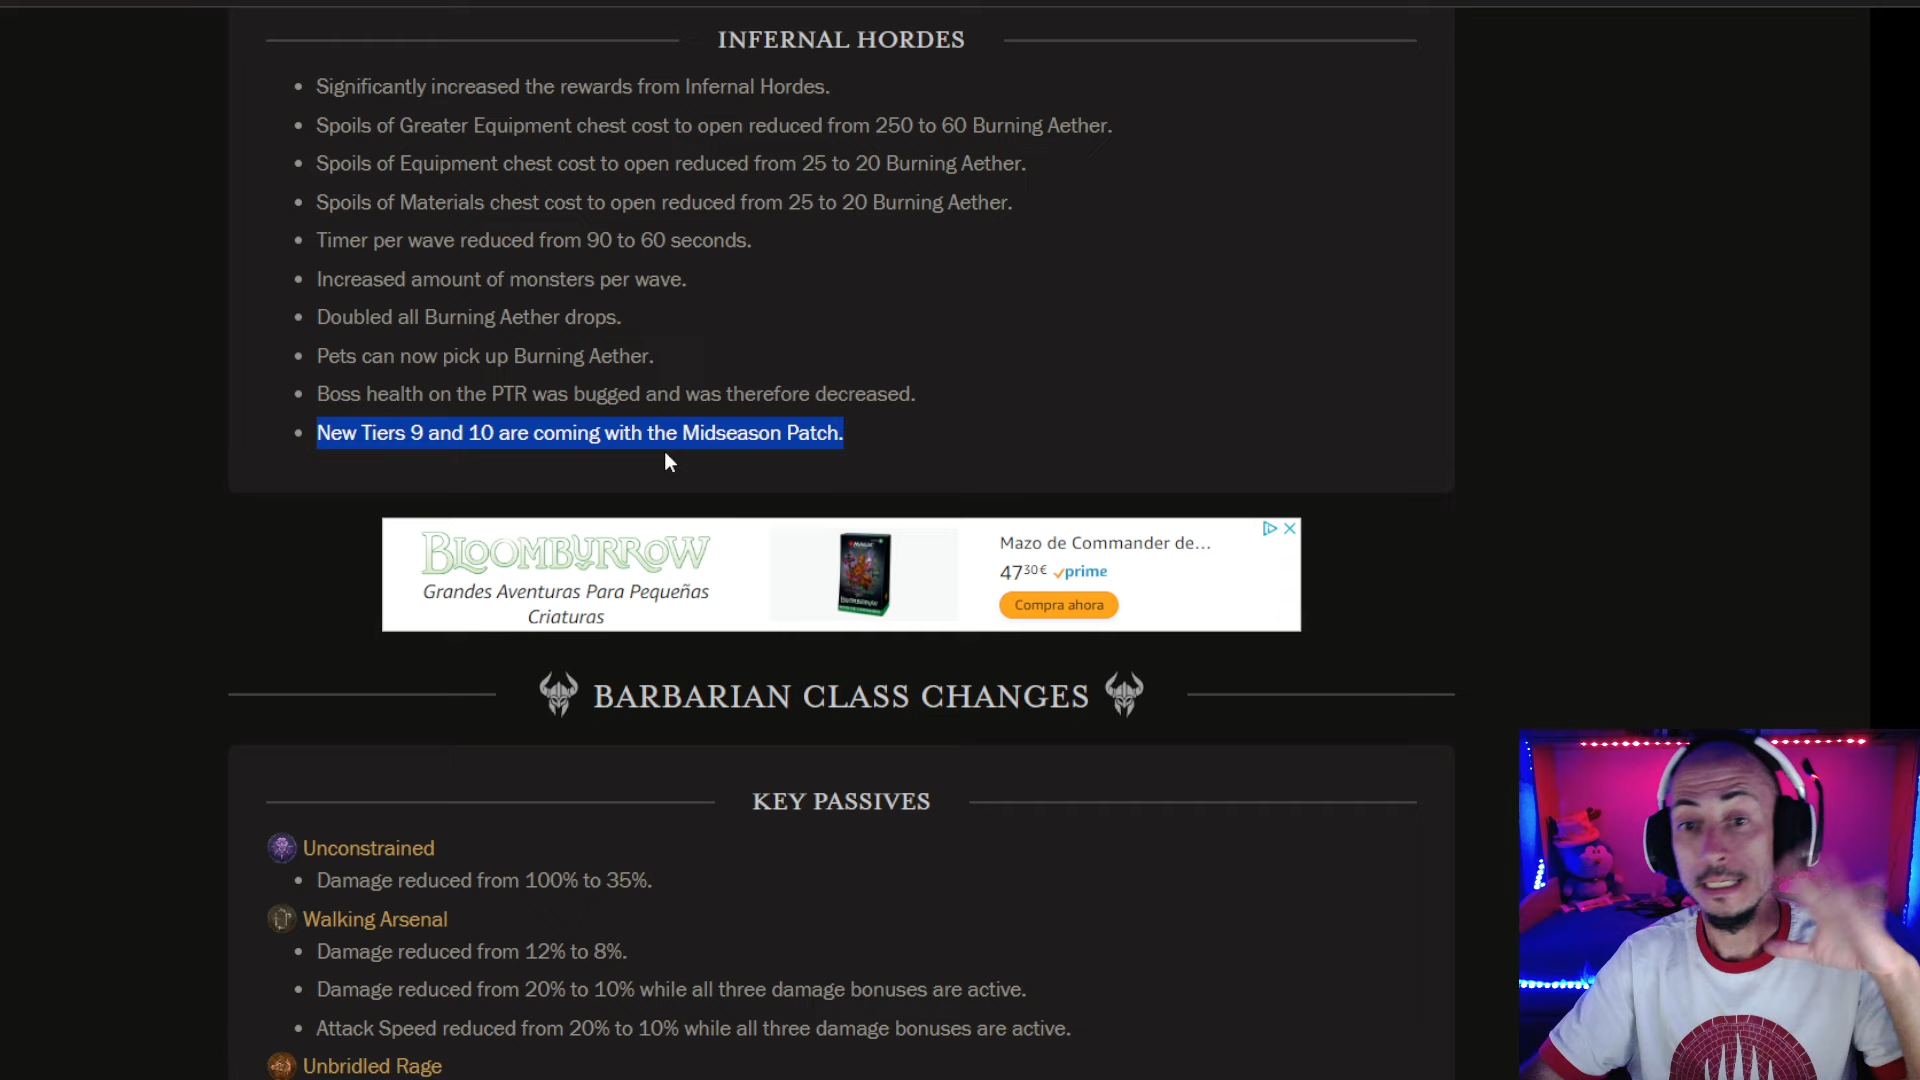 INFERNAL HORDES
Significantly increased the rewards from Infernal Hordes.
Spoils of Greater Equipment chest cost to open reduced from 250 to 60 Burning Aether.
Spoils of Equipment chest cost to open reduced from 25 to 20 Burning Aether.
Spoils of Materials chest cost to open reduced from 25 to 20 Burning Aether.
Timer per wave reduced from 90 to 60 seconds.
Increased amount of monsters per wave.
Doubled all Burning Aether drops.
Pets can now pick up Burning Aether.
Boss health on the PTR was bugged and was therefore decreased.
New Tiers 9 and 10 are coming with the Midseason Patch.
BLOOMBURROW
Grandes Aventuras Para Pequeñas
Criaturas
BLOOMBURROW
Mazo de Commander de...
47³⁰€ prime
Compra ahora
BARBARIAN CLASS CHANGES
KEY PASSIVES
Unconstrained
Damage reduced from 100% to 35%.
Walking Arsenal
Damage reduced from 12% to 8%.
Damage reduced from 20% to 10% while all three damage bonuses are active.
Attack Speed reduced from 20% to 10% while all three damage bonuses are active.
Unbridled Rage